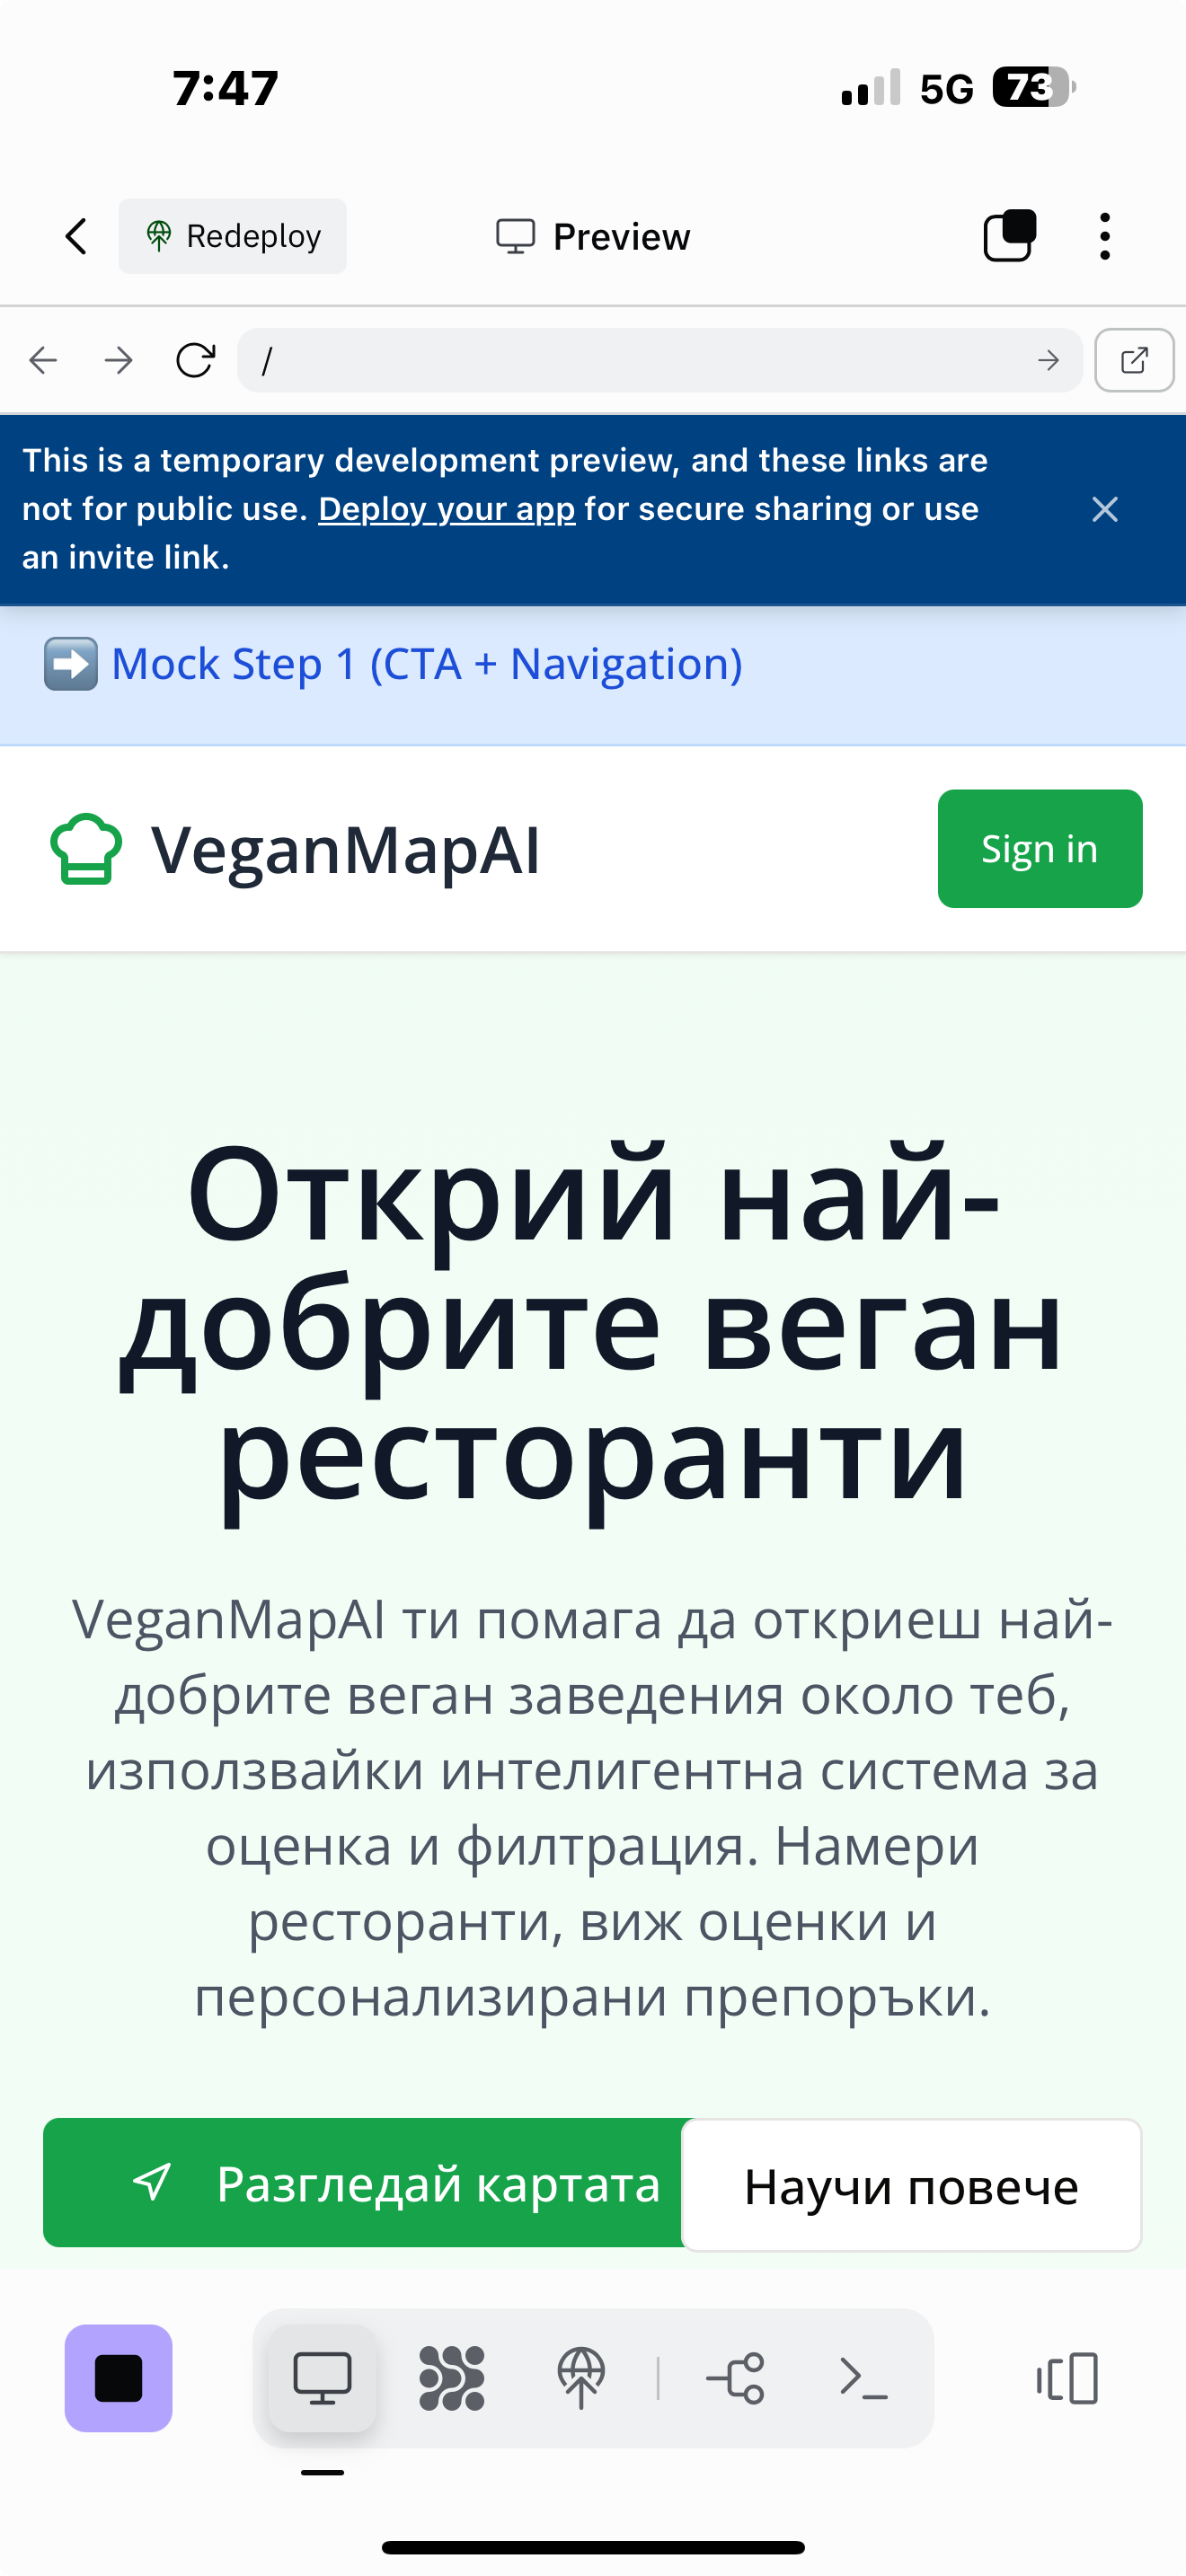 7:47
5G 73
Redeploy
Preview
/
This is a temporary development preview, and these links are
not for public use. Deploy your app for secure sharing or use
an invite link.
➡️ Mock Step 1 (CTA + Navigation)
VeganMapAI
Sign in
Открий най-
добрите веган
ресторанти
VeganMapAI ти помага да откриеш най-
добрите веган заведения около теб,
използвайки интелигентна система за
оценка и филтрация. Намери
ресторанти, виж оценки и
персонализирани препоръки.
Разгледай картата
Научи повече